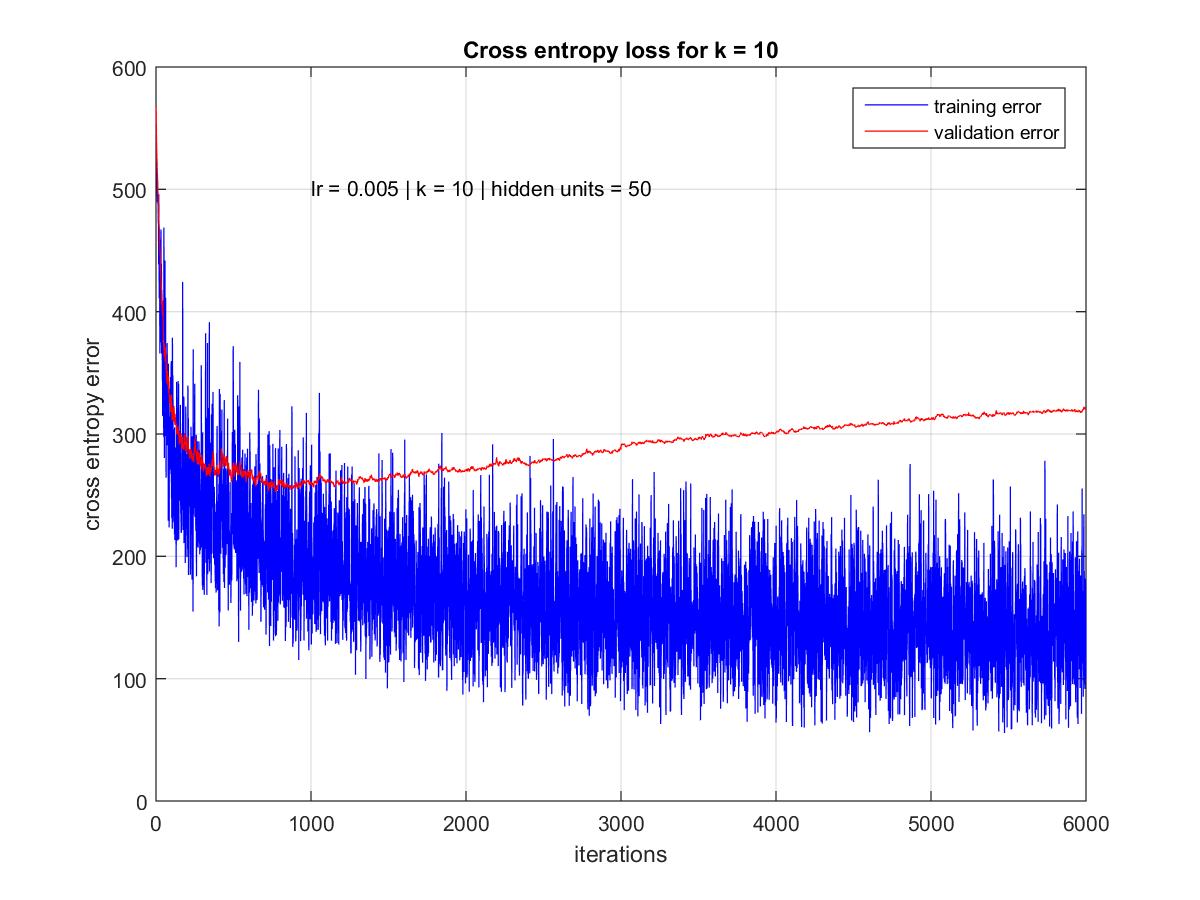 Cross entropy loss for k = 10
600
training error
validation error
500
lr = 0.005 | k = 10 | hidden units = 50
400
300
200
100
0
cross entropy error
0 1000 2000 3000 4000 5000 6000
iterations